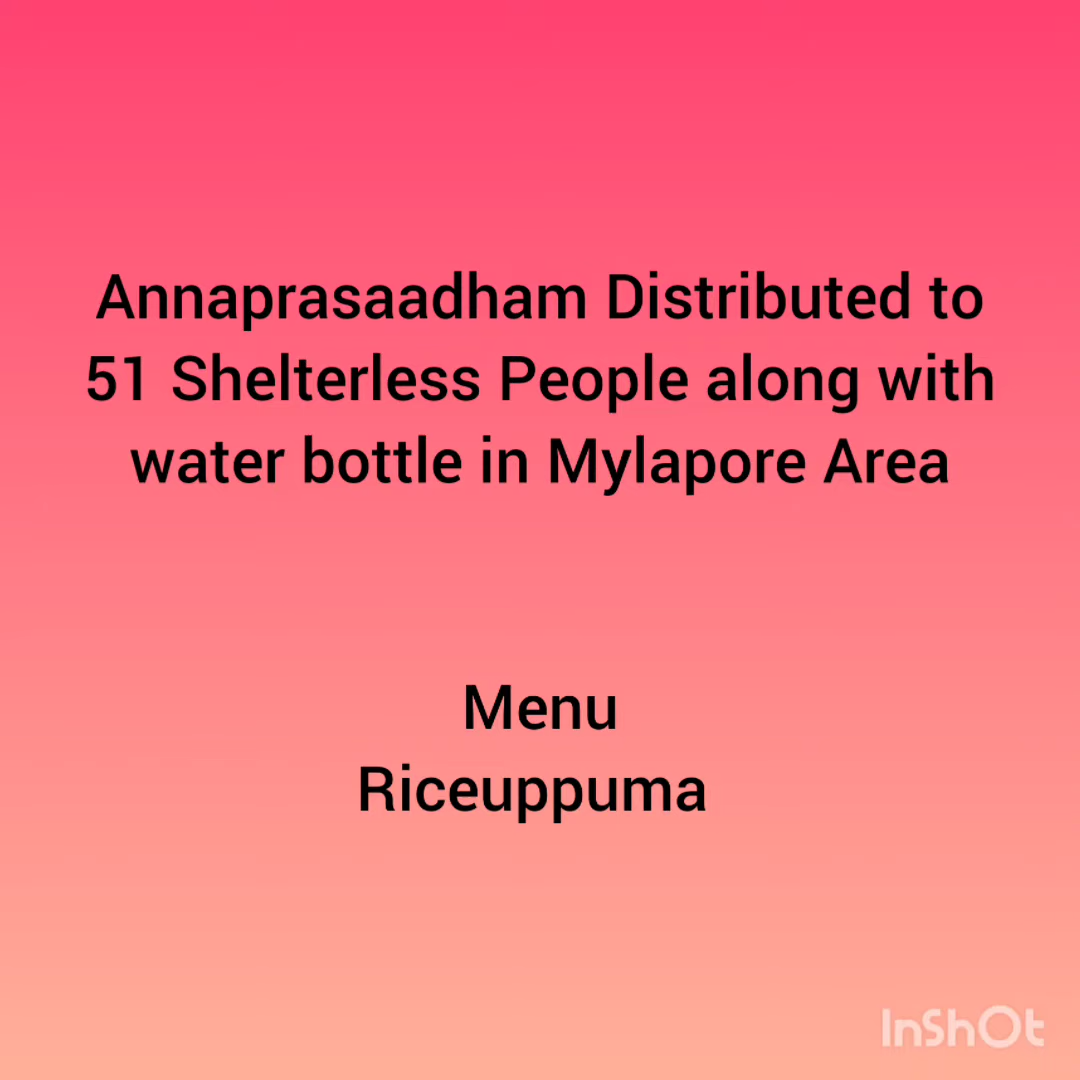 Annaprasaadham Distributed to
51 Shelterless People along with
water bottle in Mylapore Area
Menu
Riceuppuma
InShOt